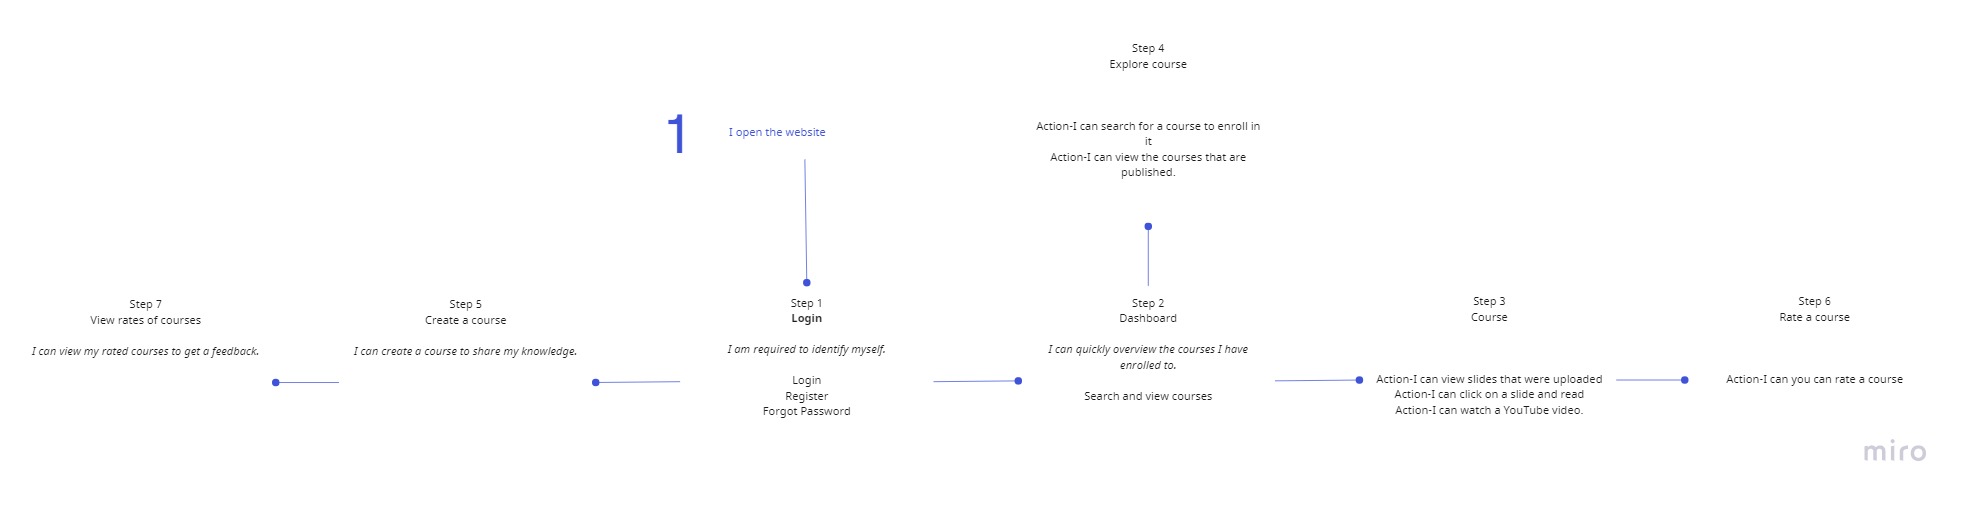 Step 4
Explore course
Action-I can search for a course to enroll in
it
Action-I can view the courses that are
published.
1
I open the website
Step 7
View rates of courses
I can view my rated courses to get a feedback.
Step 5
Create a course
I can create a course to share my knowledge.
Step 1
Login
I am required to identify myself.
Login
Register
Forgot Password
Step 2
Dashboard
I can quickly overview the courses I have
enrolled to.
Search and view courses
Step 3
Course
Action-I can view slides that were uploaded
Action-I can click on a slide and read
Action-I can watch a YouTube video.
Step 6
Rate a course
Action-I can you can rate a course
miro